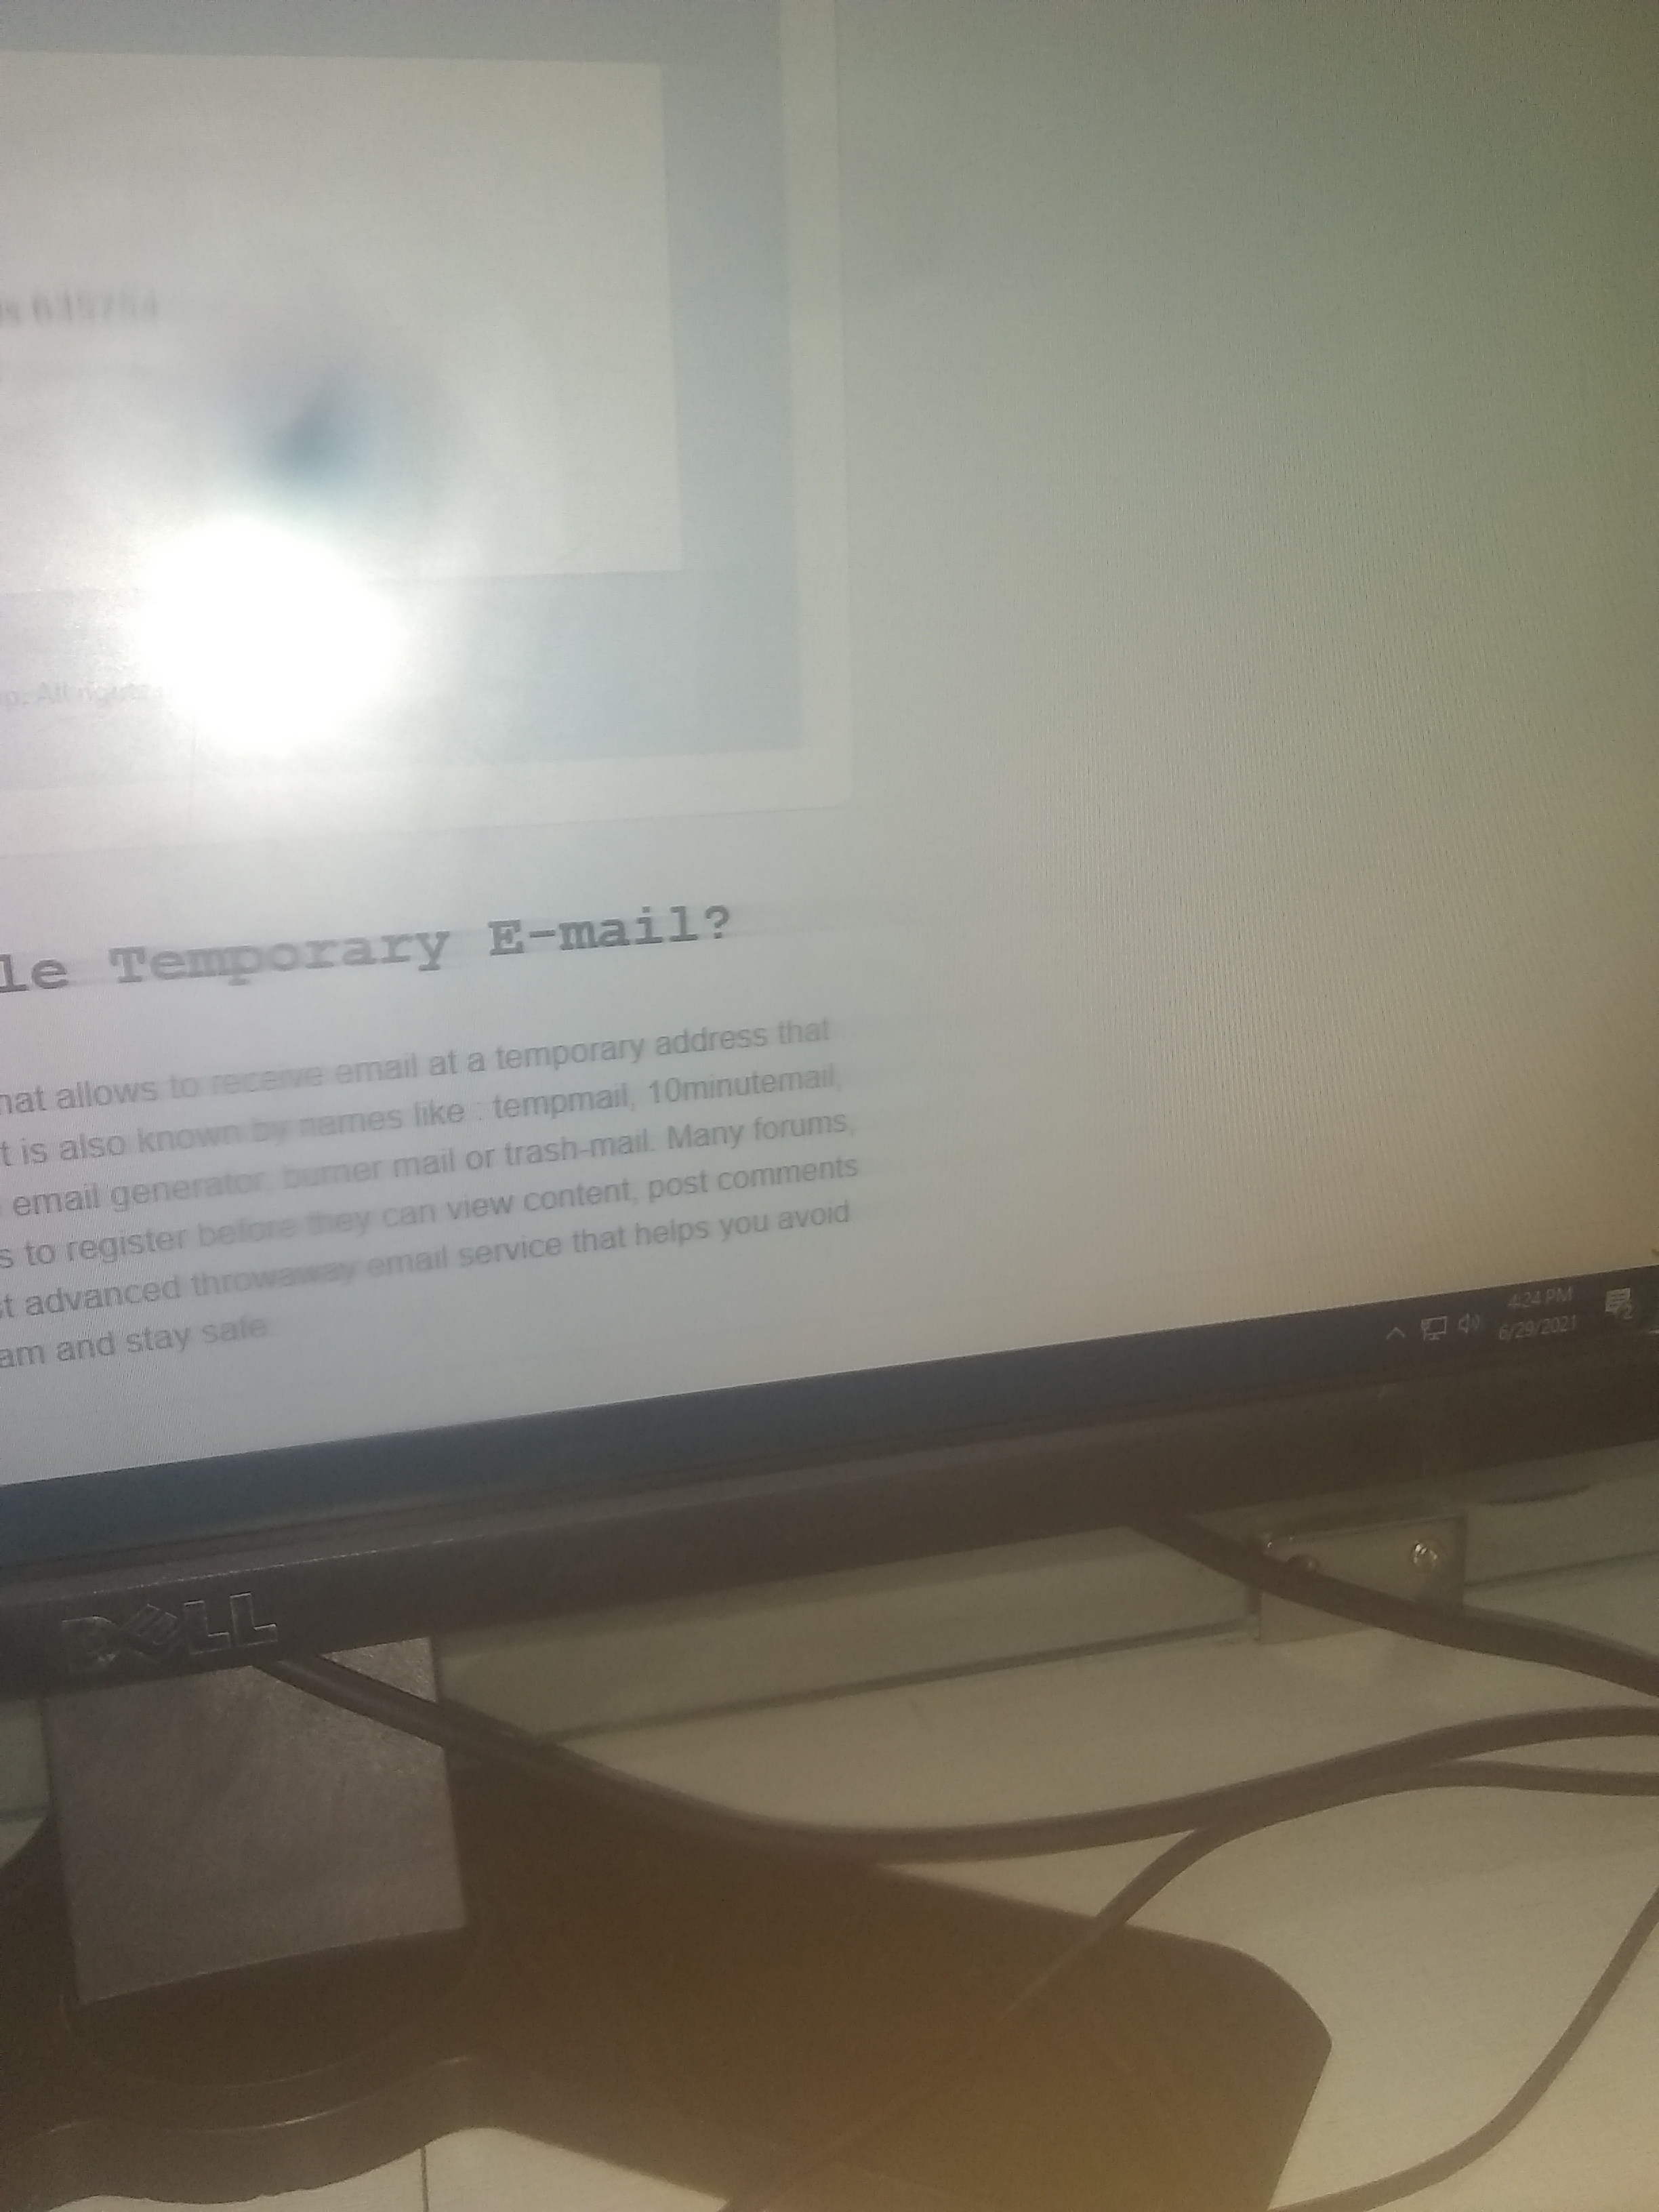 le Temporary E-mail?
hat allows to receive email at a temporary address that
t is also known by names like : tempmail, 10minutemail,
email generator, burner mail or trash-mail. Many forums,
s to register before they can view content, post comments
st advanced throwaway email service that helps you avoid
am and stay safe
4:24 PM
6/29/2021
2
DELL